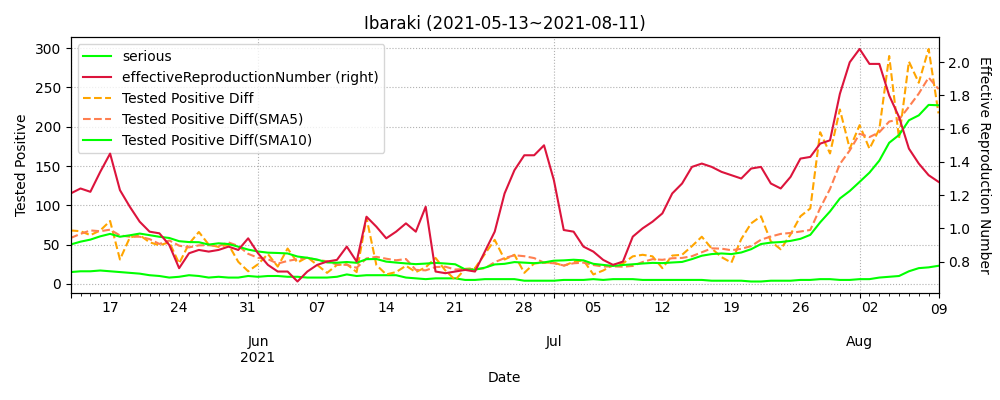 Ibaraki (2021-05-13~2021-08-11)
serious
effectiveReproductionNumber (right)
Tested Positive Diff
Tested Positive Diff(SMA5)
Tested Positive Diff(SMA10)
Tested Positive
300
250
200
150
100
50
0
2.0
1.8
1.6
1.4
1.2
1.0
0.8
Effective Reproduction Number
17 24 31 07 14 21 28 05 12 19 26 02 09
Jun Jul Aug
2021
Date